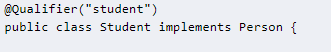 @Qualifier("student")
public class Student implements Person {